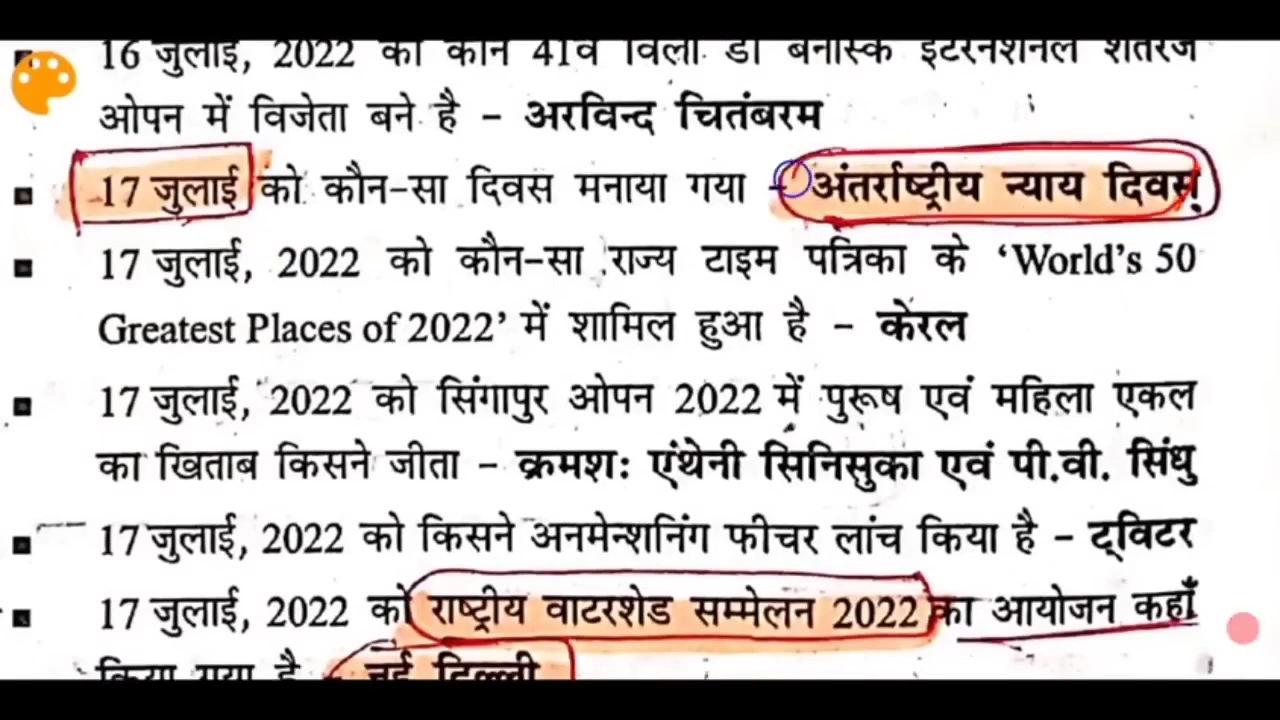 16 जुलाई, 2022 को कौन 41वें विला डी बेनास्क इंटरनेशनल शतरंज
ओपन में विजेता बने है - अरविन्द चितंबरम
17 जुलाई को कौन-सा दिवस मनाया गया - अंतर्राष्ट्रीय न्याय दिवस
17 जुलाई, 2022 को कौन-सा राज्य टाइम पत्रिका के ‘World's 50
Greatest Places of 2022’ में शामिल हुआ है - केरल
17 जुलाई, 2022 को सिंगापुर ओपन 2022 में पुरूष एवं महिला एकल
का खिताब किसने जीता - क्रमशः एंथेनी सिनिसुका एवं पी.वी. सिंधु
17 जुलाई, 2022 को किसने अनमेन्शनिंग फीचर लांच किया है - ट्विटर
17 जुलाई, 2022 को राष्ट्रीय वाटरशेड सम्मेलन 2022 का आयोजन कहाँ
किया गया है - नई दिल्ली